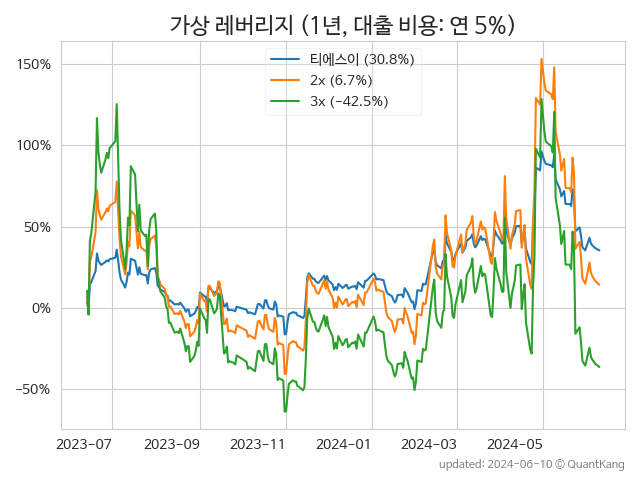 가상 레버리지 (1년, 대출 비용: 연 5%)
티에스이 (30.8%)
2x (6.7%)
3x (-42.5%)
150%
100%
50%
0%
-50%
2023-07 2023-09 2023-11 2024-01 2024-03 2024-05
updated: 2024-06-10 © QuantKang